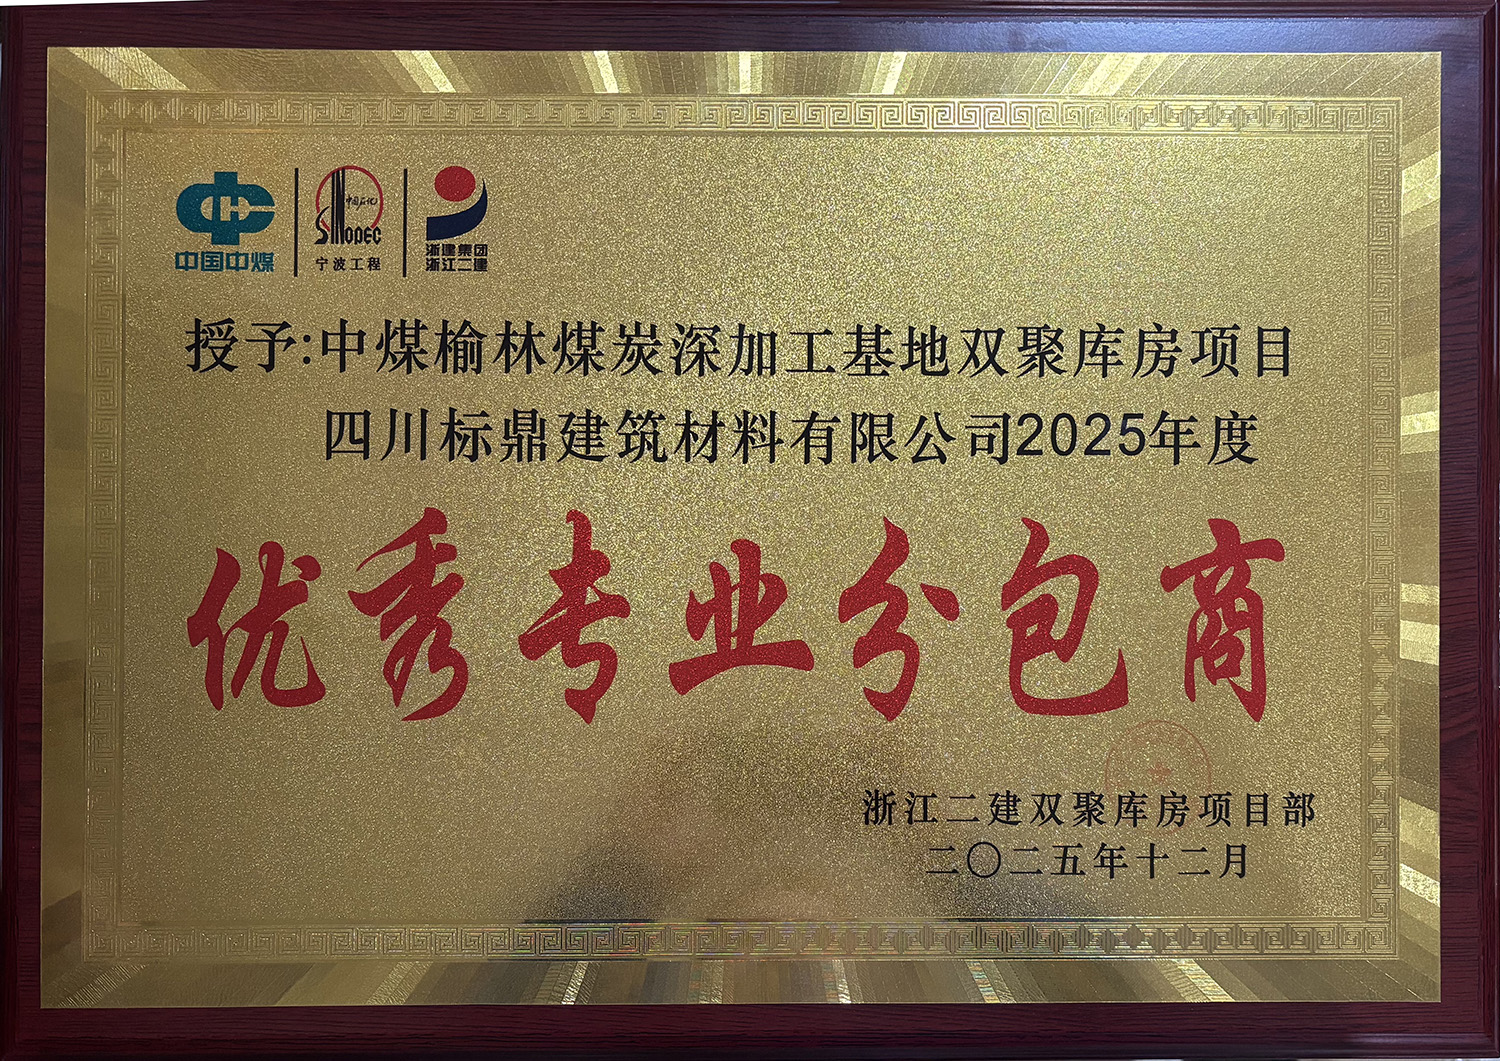 中国中煤
中国石化
SINOPEC
宁波工程
浙建集团
浙江二建
授予:中煤榆林煤炭深加工基地双聚库房项目
四川标鼎建筑材料有限公司2025年度
优秀专业分包商
浙江二建双聚库房项目部
二〇二五年十二月